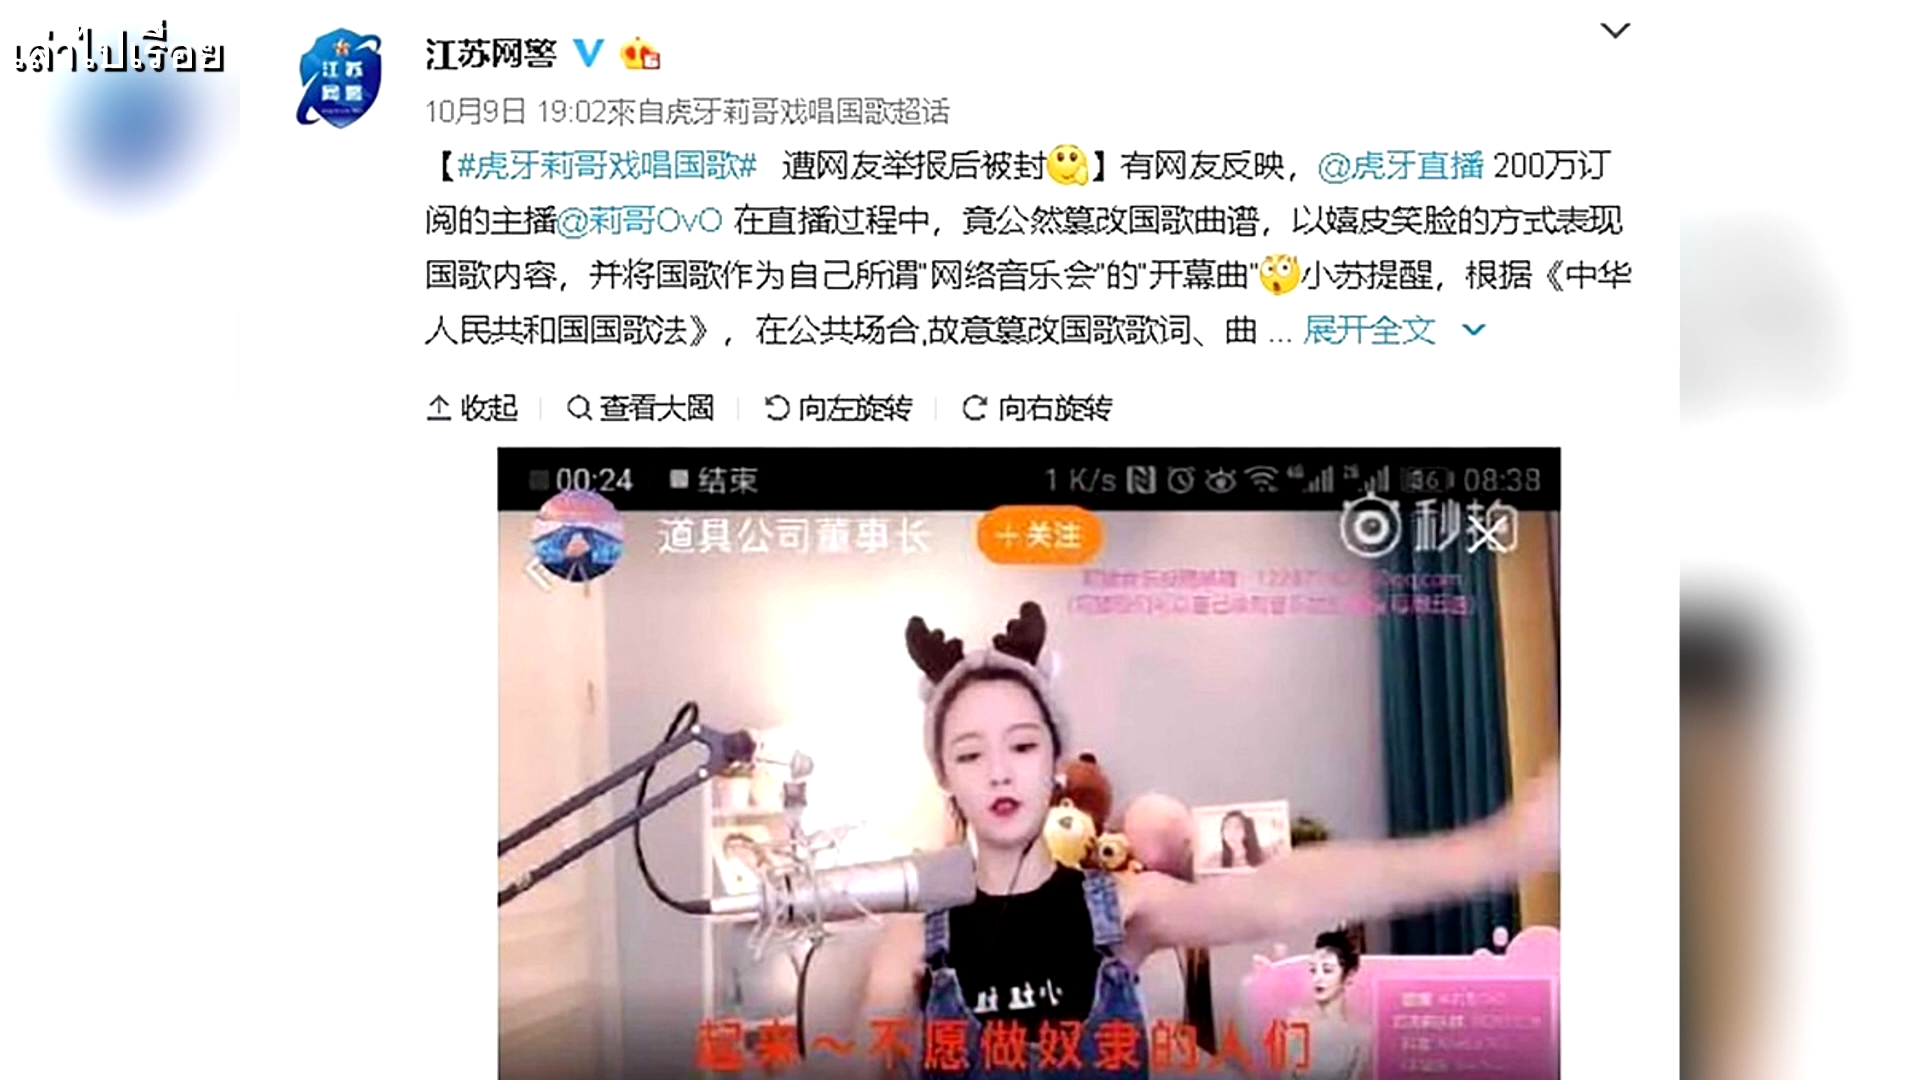 เล่าไปเรื่อย
江苏
网警
江苏网警
10月9日 19:02来自虎牙莉哥戏唱国歌超话
【#虎牙莉哥戏唱国歌# 遭网友举报后被封】有网友反映，@虎牙直播 200万订
阅的主播@莉哥OvO 在直播过程中，竟公然篡改国歌曲谱，以嬉皮笑脸的方式表现
国歌内容，并将国歌作为自己所谓"网络音乐会"的"开幕曲"小苏提醒，根据《中华
人民共和国国歌法》，在公共场合,故意篡改国歌歌词、曲 ... 展开全文
收起
查看大图
向左旋转
向右旋转
00:24 结束 1 K/s 08:38
道具公司董事长 +关注 秒拍
起来～不愿做奴隶的人们